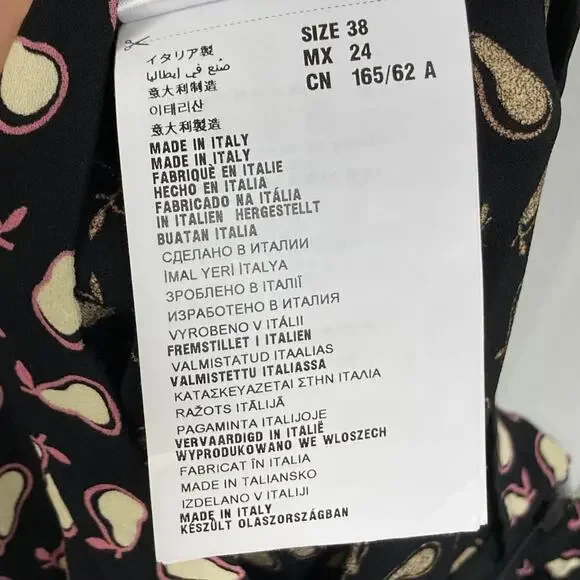 SIZE 38
MX 24
CN 165/62 A
イタリア製
صنع في إيطاليا
意大利制造
이태리산
意大利製造
MADE IN ITALY
MADE IN ITALY
FABRIQUÈ EN ITALIE
HECHO EN ITALIA
FABRICADO NA ITÁLIA
IN ITALIEN HERGESTELLT
BUATAN ITALIA
СДЕЛАНО В ИТАЛИИ
İMAL YERİ İTALYA
ЗРОБЛЕНО В ІТАЛІЇ
ИЗРАБОТЕНО В ИТАЛИЯ
VYROBENO V ITÁLII
FREMSTILLET I ITALIEN
VALMISTATUD ITAALIAS
VALMISTETTU ITALIASSA
ΚΑΤΑΣΚΕΥΑΖΕΤΑΙ ΣΤΗΝ ΙΤΑΛΙΑ
RAŽOTS ITĀLIJĀ
PAGAMINTA ITALIJOJE
VERVAARDIGD IN ITALIË
WYPRODUKOWANO WE WLOSZECH
FABRICAT ÎN ITALIA
MADE IN TALIANSKO
IZDELANO V ITALIJI
MADE IN ITALY
KÉSZÜLT OLASZORSZÁGBAN